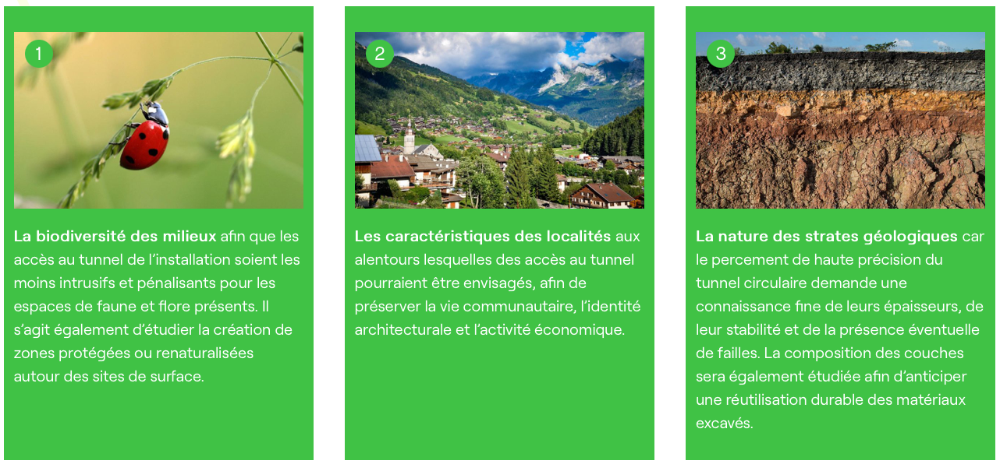 1
La biodiversité des milieux afin que les
accès au tunnel de l’installation soient les
moins intrusifs et pénalisants pour les
espaces de faune et flore présents. Il
s’agit également d’étudier la création de
zones protégées ou renaturalisées
autour des sites de surface.
2
Les caractéristiques des localités aux
alentours lesquelles des accès au tunnel
pourraient être envisagés, afin de
préserver la vie communautaire, l’identité
architecturale et l’activité économique.
3
La nature des strates géologiques car
le percement de haute précision du
tunnel circulaire demande une
connaissance fine de leurs épaisseurs, de
leur stabilité et de la présence éventuelle
de failles. La composition des couches
sera également étudiée afin d’anticiper
une réutilisation durable des matériaux
excavés.